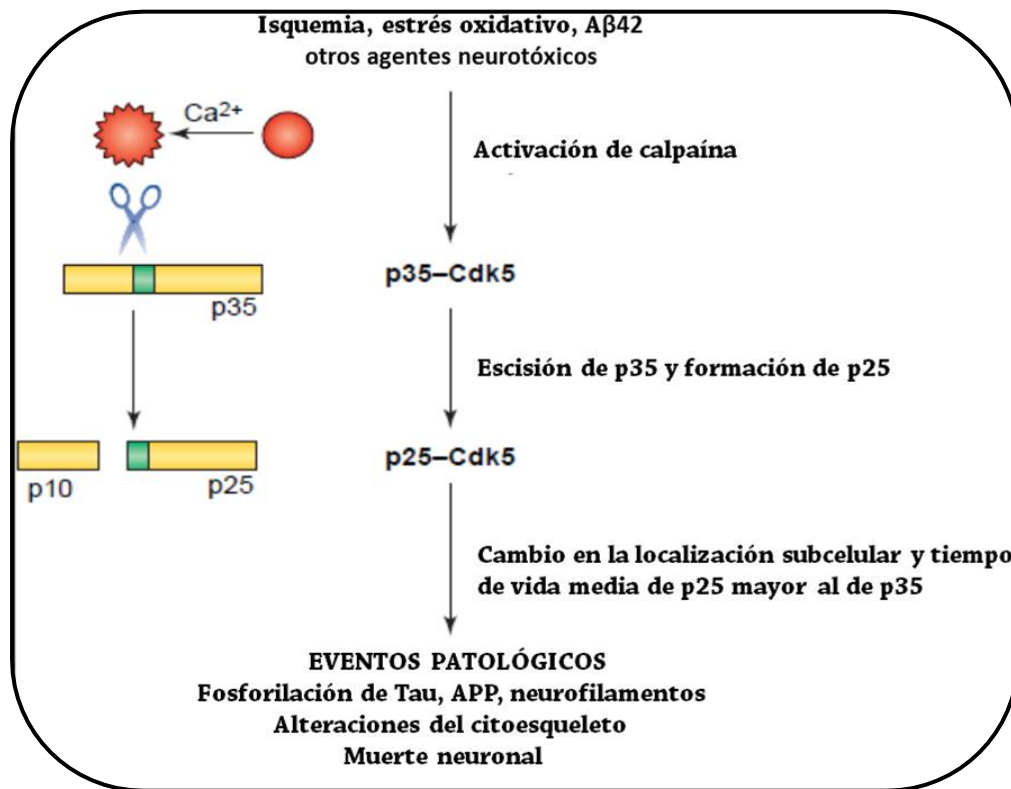 Isquemia, estrés oxidativo, Aβ42
otros agentes neurotóxicos
Ca2+
Activación de calpaína
p35
p35–Cdk5
Escisión de p35 y formación de p25
p10
p25
p25–Cdk5
Cambio en la localización subcelular y tiempo
de vida media de p25 mayor al de p35
EVENTOS PATOLÓGICOS
Fosforilación de Tau, APP, neurofilamentos
Alteraciones del citoesqueleto
Muerte neuronal